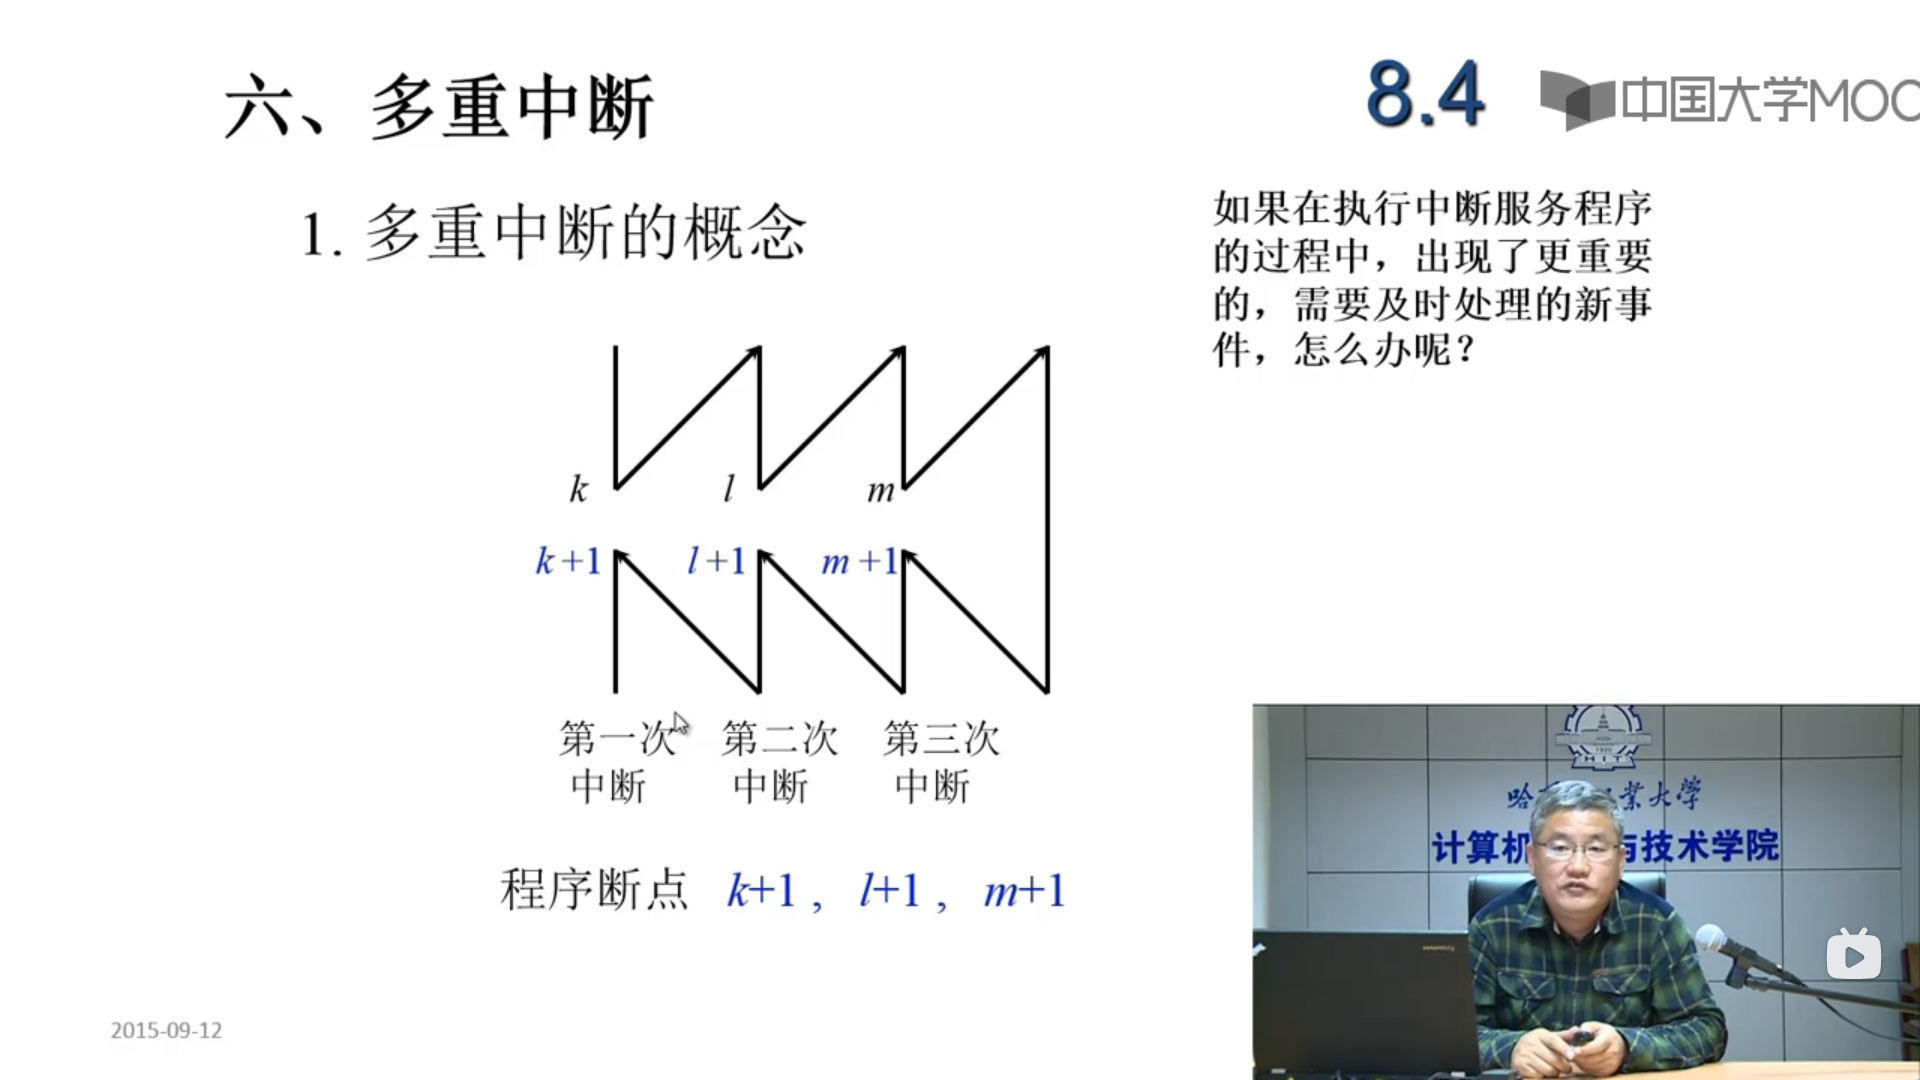 六、多重中断
8.4
中国大学MOO
1. 多重中断的概念
如果在执行中断服务程序
的过程中，出现了更重要
的，需要及时处理的新事
件，怎么办呢？
k l m
k+1 l+1 m+1
第一次 第二次 第三次
中断 中断 中断
程序断点 k+1， l+1， m+1
2015-09-12
HIT
哈 业大学
计算机 与技术学院